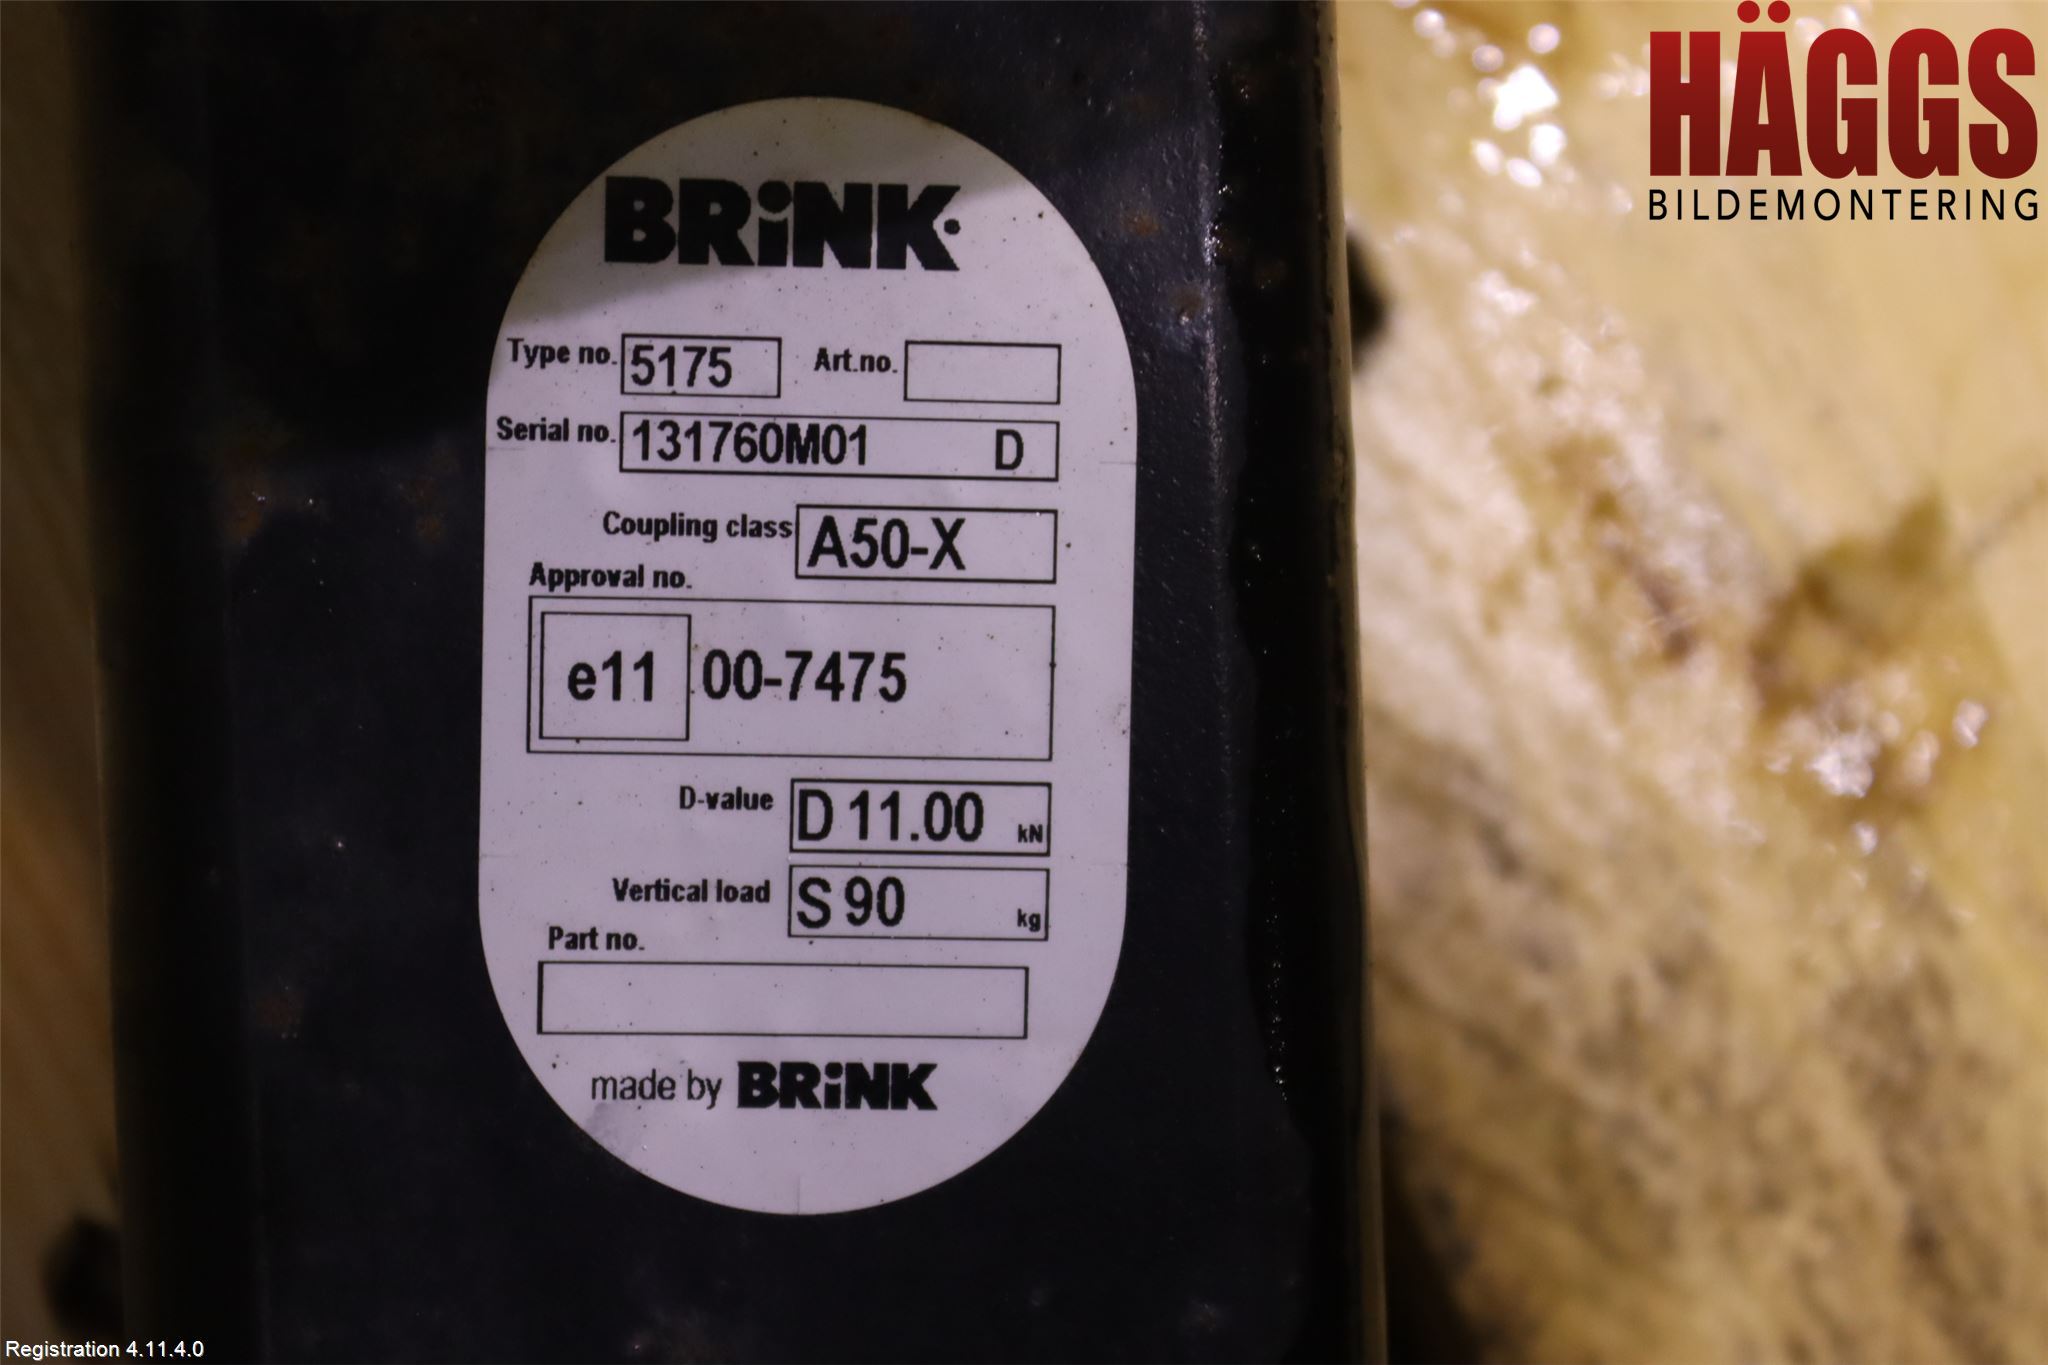 HÄGGS
BILDEMONTERING
BRiNK
Type no. 5175 Art.no.
Serial no. 131760M01 D
Coupling class A50-X
Approval no.
e11 00-7475
D-value D 11.00 kN
Vertical load S 90 kg
Part no.
made by BRiNK
Registration 4.11.4.0